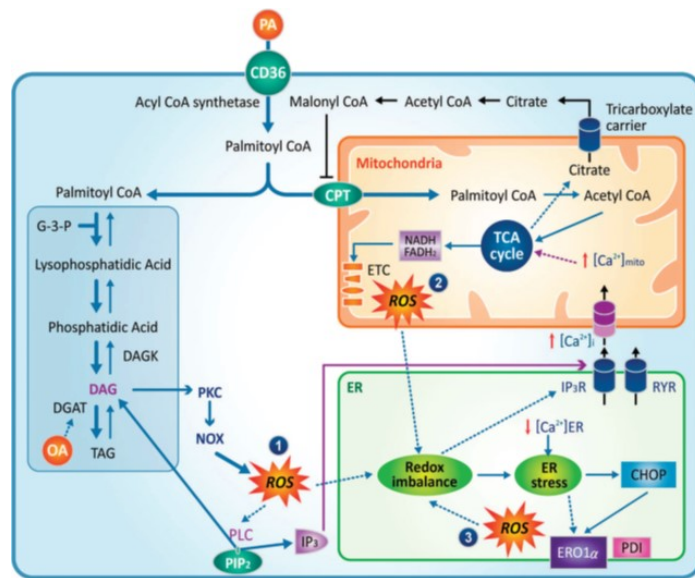 PA
CD36
Acyl CoA synthetase
Malonyl CoA
Acetyl CoA
Citrate
Tricarboxylate
carrier
Palmitoyl CoA
Mitochondria
Citrate
Palmitoyl CoA
CPT
Palmitoyl CoA
Acetyl CoA
G-3-P
NADH
FADH₂
TCA
cycle
[Ca²⁺]mito
Lysophosphatidic Acid
ETC
2
ROS
Phosphatidic Acid
[Ca²⁺]i
DAGK
ER
IP₃R
RYR
DAG
PKC
DGAT
NOX
[Ca²⁺]ER
OA
TAG
1
ROS
Redox
imbalance
ER
stress
CHOP
PLC
IP₃
3
ROS
PIP₂
ERO1α
PDI